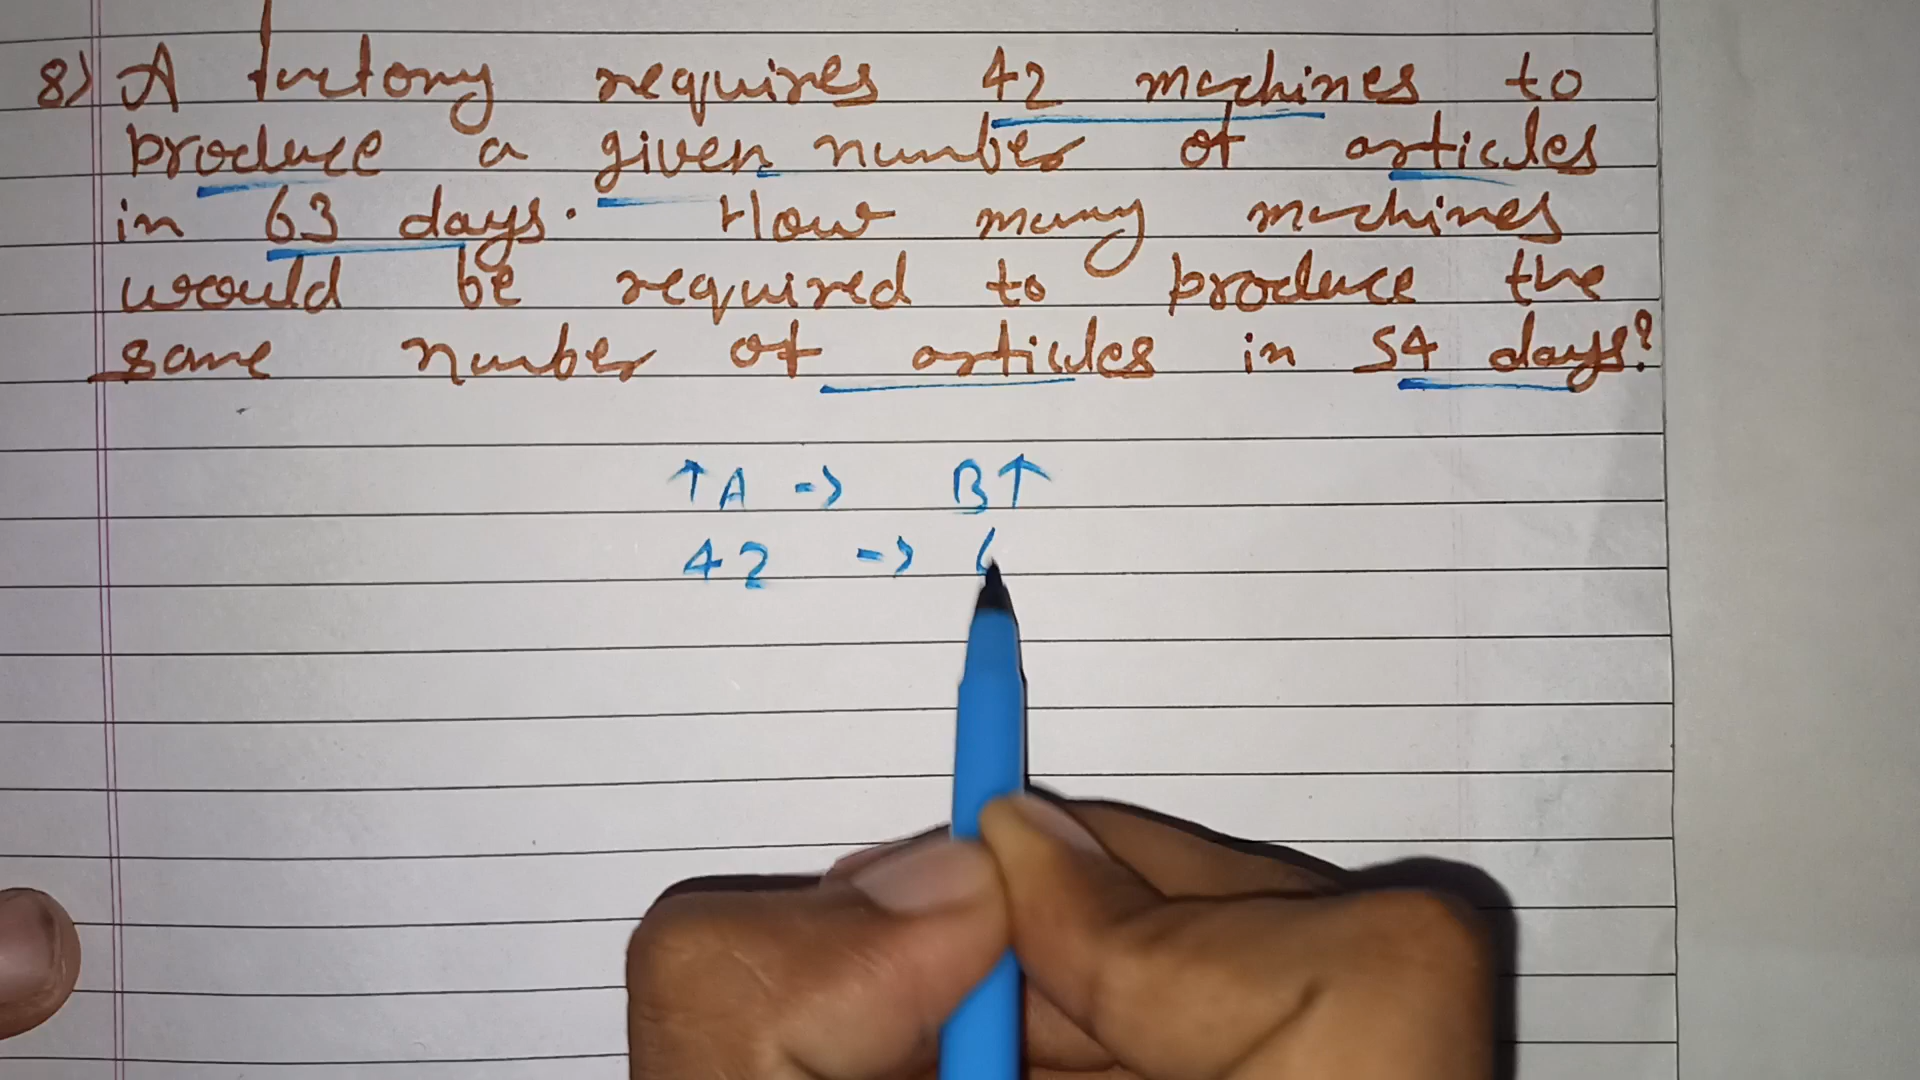 8) A factory requires 42 machines to
produce a given number of articles
in 63 days. How many machines
would be required to produce the
same number of articles in 54 days?
↑ A -> B ↑
42 -> 6